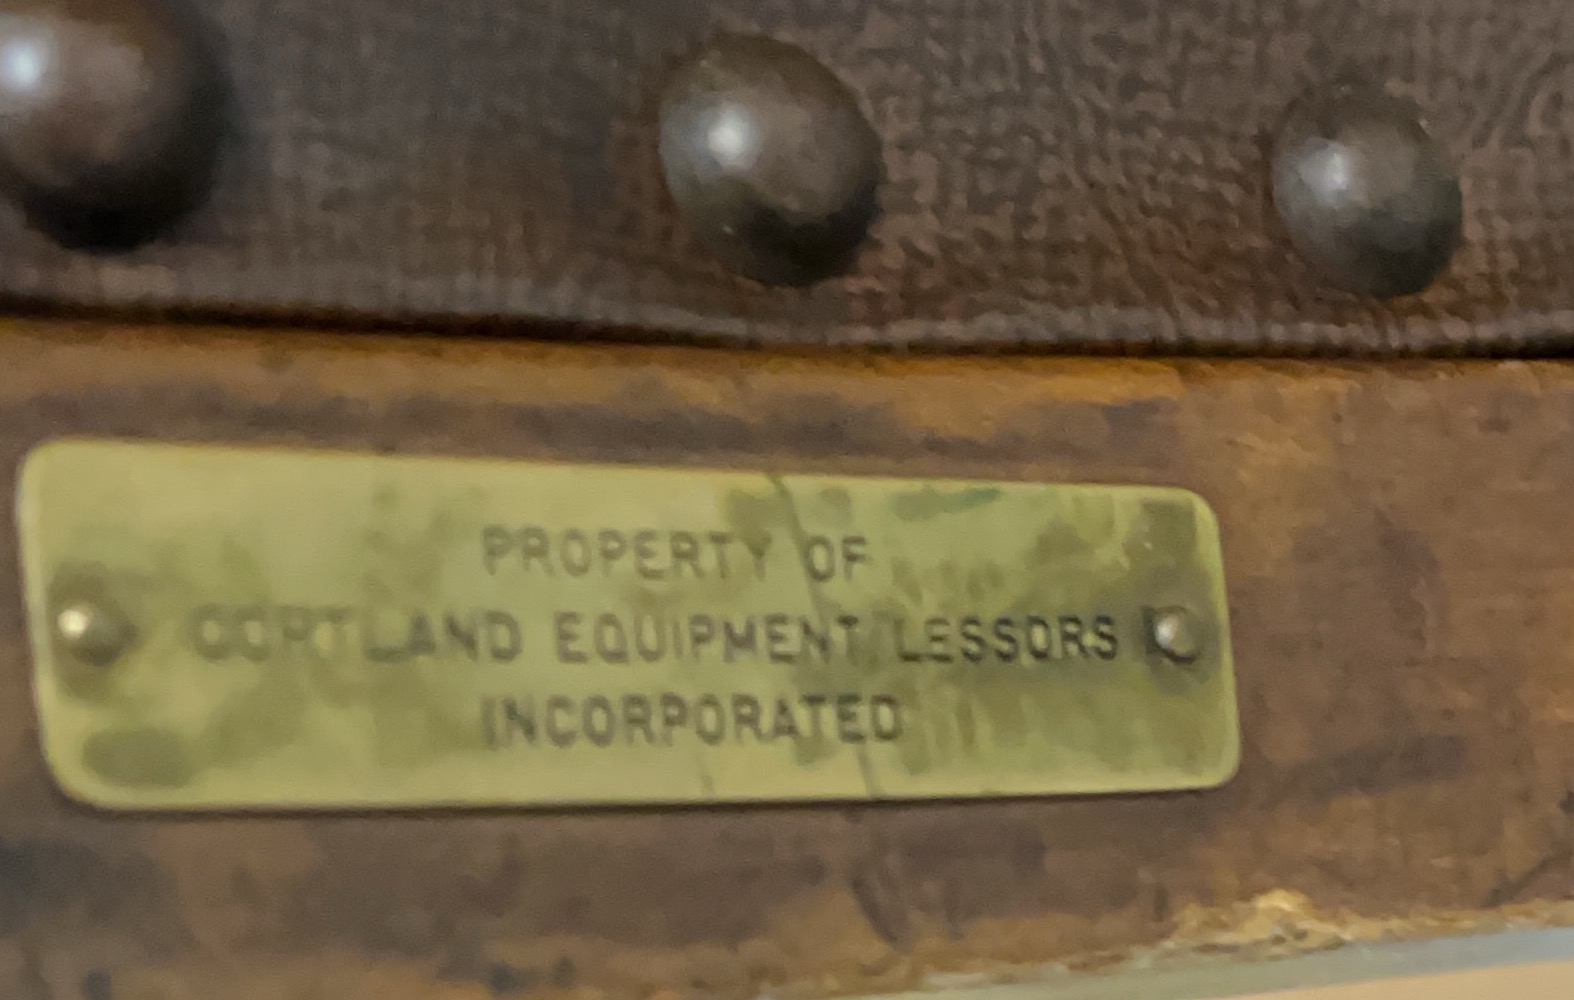 PROPERTY OF
CORTLAND EQUIPMENT LESSORS
INCORPORATED